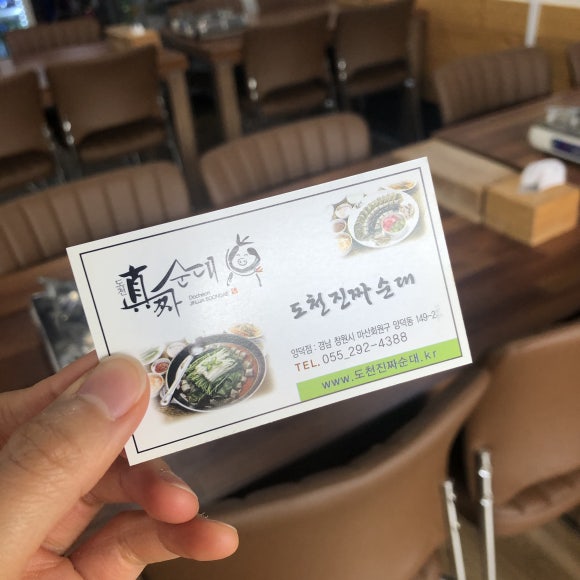 도천
真짜 순대
Docheon
JINJJA SOONDAE
도천 진짜 순대
양덕점 : 경남 창원시 마산회원구 양덕동
TEL. 055_292-4388
www.도천진짜순대.kr